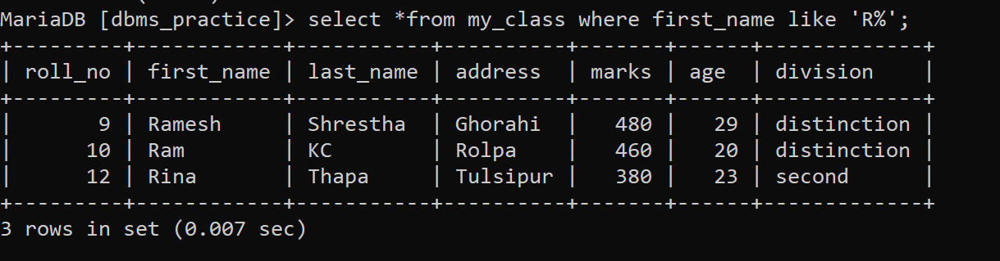 MariaDB [dbms_practice]> select *from my_class where first_name like 'R%';
+---------+------------+-----------+----------+-------+------+-------------+
| roll_no | first_name | last_name | address  | marks | age  | division    |
+---------+------------+-----------+----------+-------+------+-------------+
|       9 | Ramesh     | Shrestha  | Ghorahi  |   480 |   29 | distinction |
|      10 | Ram        | KC        | Rolpa    |   460 |   20 | distinction |
|      12 | Rina       | Thapa     | Tulsipur |   380 |   23 | second      |
+---------+------------+-----------+----------+-------+------+-------------+
3 rows in set (0.007 sec)